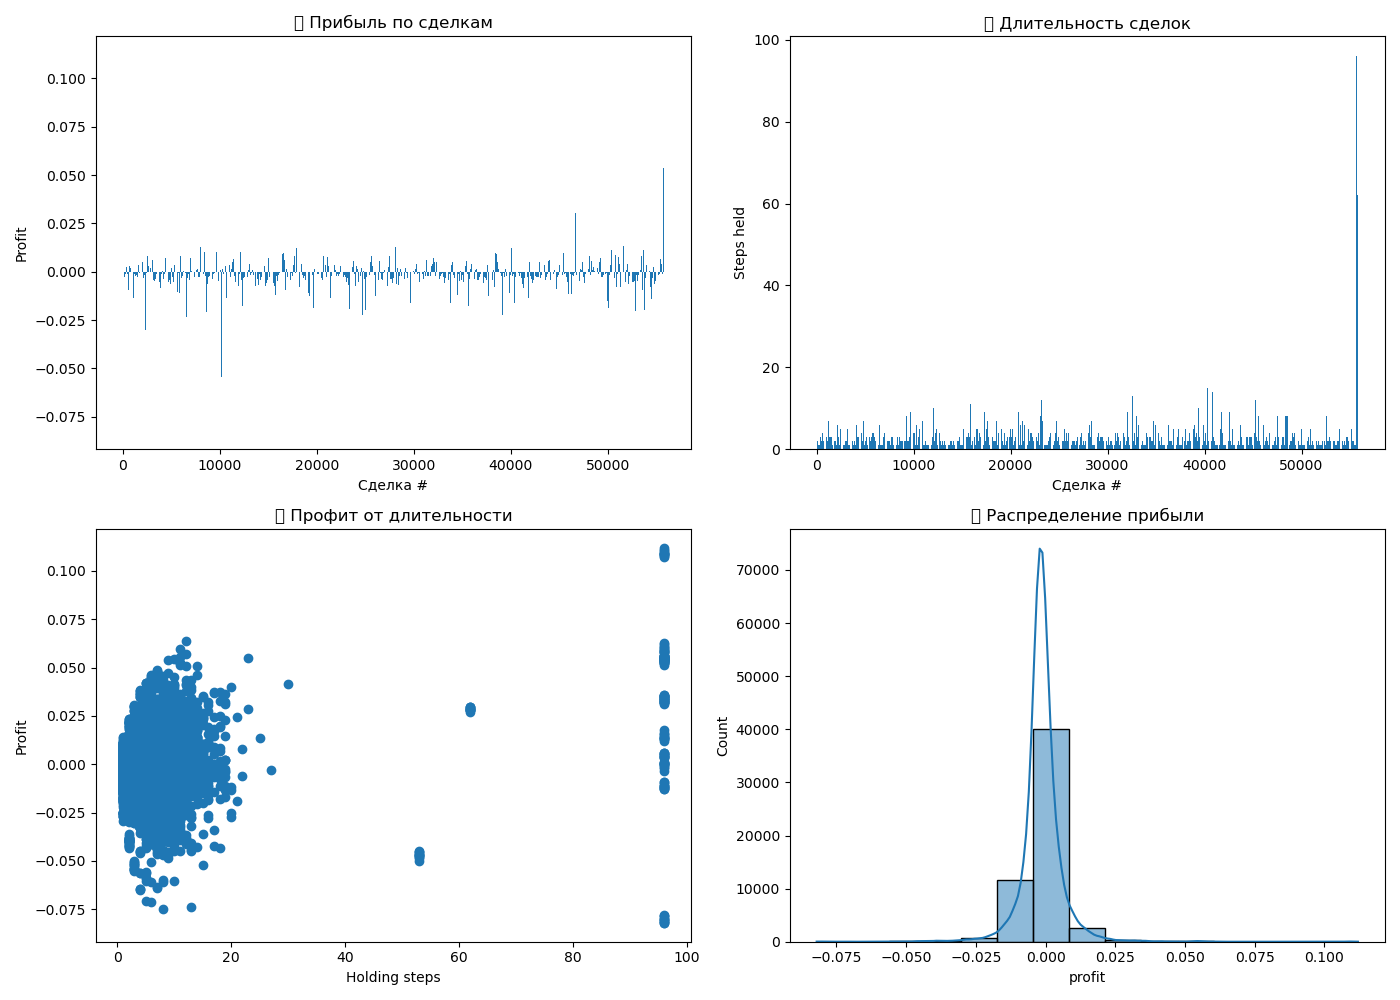 ▯ Прибыль по сделкам
0.100
0.075
0.050
0.025
0.000
−0.025
−0.050
−0.075
Profit
0 10000 20000 30000 40000 50000
Сделка #
▯ Длительность сделок
100
80
60
40
20
0
Steps held
0 10000 20000 30000 40000 50000
Сделка #
▯ Профит от длительности
0.100
0.075
0.050
0.025
0.000
−0.025
−0.050
−0.075
Profit
0 20 40 60 80 100
Holding steps
▯ Распределение прибыли
70000
60000
50000
40000
30000
20000
10000
0
Count
−0.075 −0.050 −0.025 0.000 0.025 0.050 0.075 0.100
profit